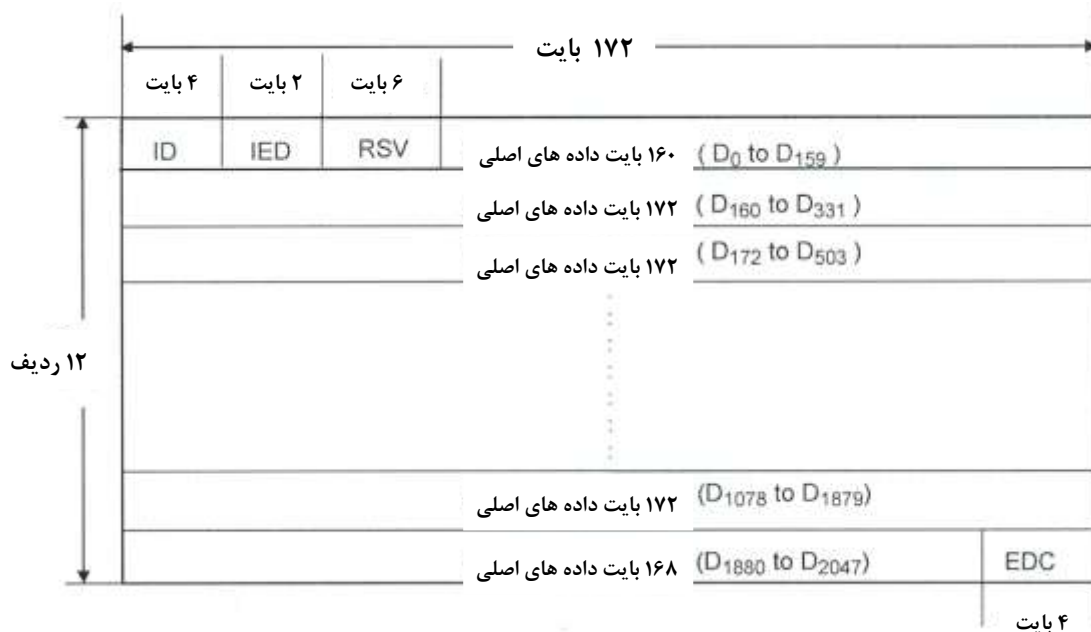 ۱۷۲ بایت
۴ بایت ۲ بایت ۶ بایت
ID IED RSV ۱۶۰ بایت داده های اصلی ( D0 to D159 )
۱۷۲ بایت داده های اصلی ( D160 to D331 )
۱۷۲ بایت داده های اصلی ( D172 to D503 )
۱۲ ردیف
۱۷۲ بایت داده های اصلی (D1078 to D1879)
۱۶۸ بایت داده های اصلی (D1880 to D2047) EDC
۴ بایت